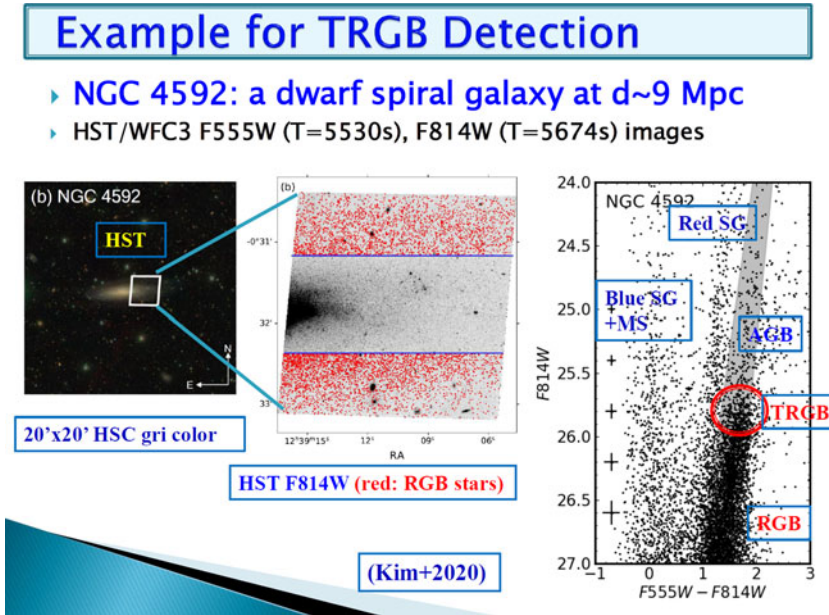 Example for TRGB Detection
NGC 4592: a dwarf spiral galaxy at d~9 Mpc
HST/WFC3 F555W (T=5530s), F814W (T=5674s) images
(b) NGC 4592
HST
N
E
20'x20' HSC gri color
(b)
-0°31'
32'
33'
12ʰ39ᵐ15ˢ
12ˢ
09ˢ
06ˢ
RA
HST F814W (red: RGB stars)
NGC 4592
Red SG
Blue SG
+MS
AGB
TRGB
RGB
24.0
24.5
25.0
25.5
26.0
26.5
27.0
F814W
−1
0
1
2
3
F555W − F814W
(Kim+2020)